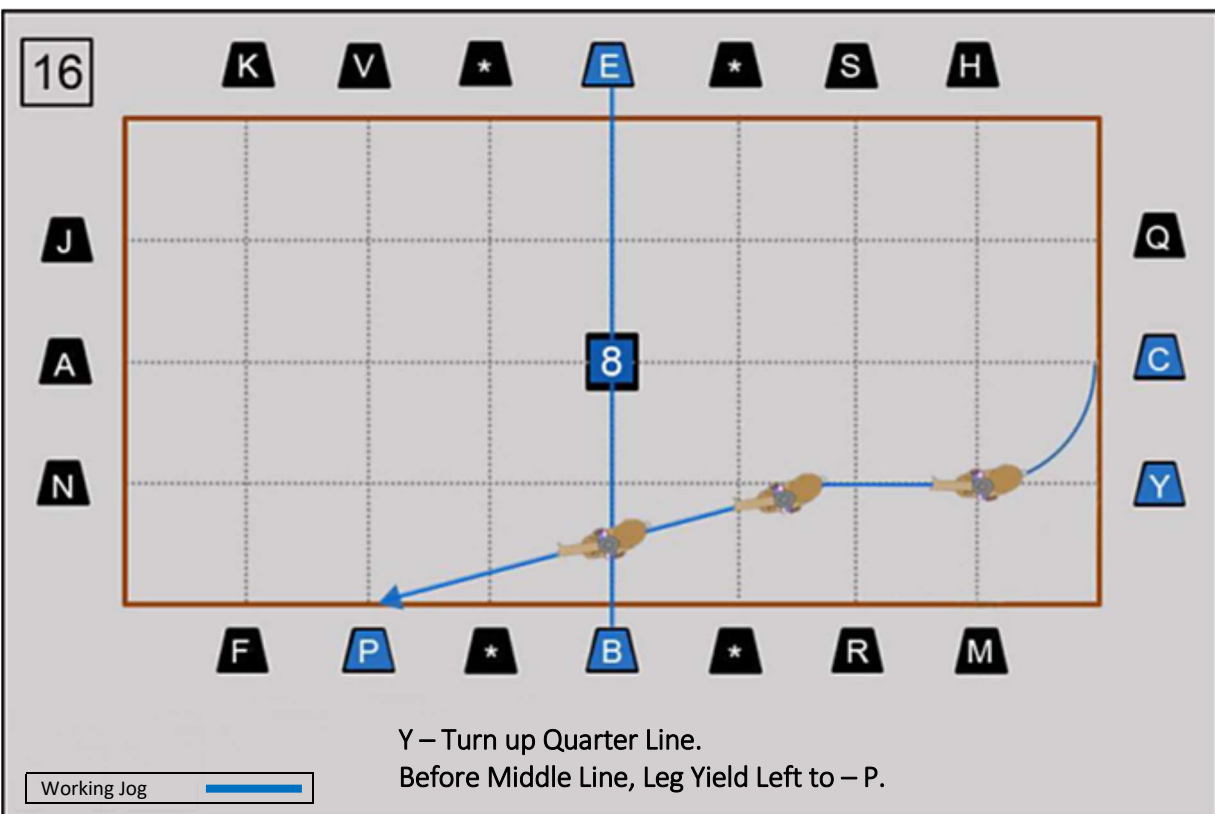 16
K V * E * S H
J Q
A 8 C
N Y
F P * B * R M
Y – Turn up Quarter Line.
Before Middle Line, Leg Yield Left to – P.
Working Jog